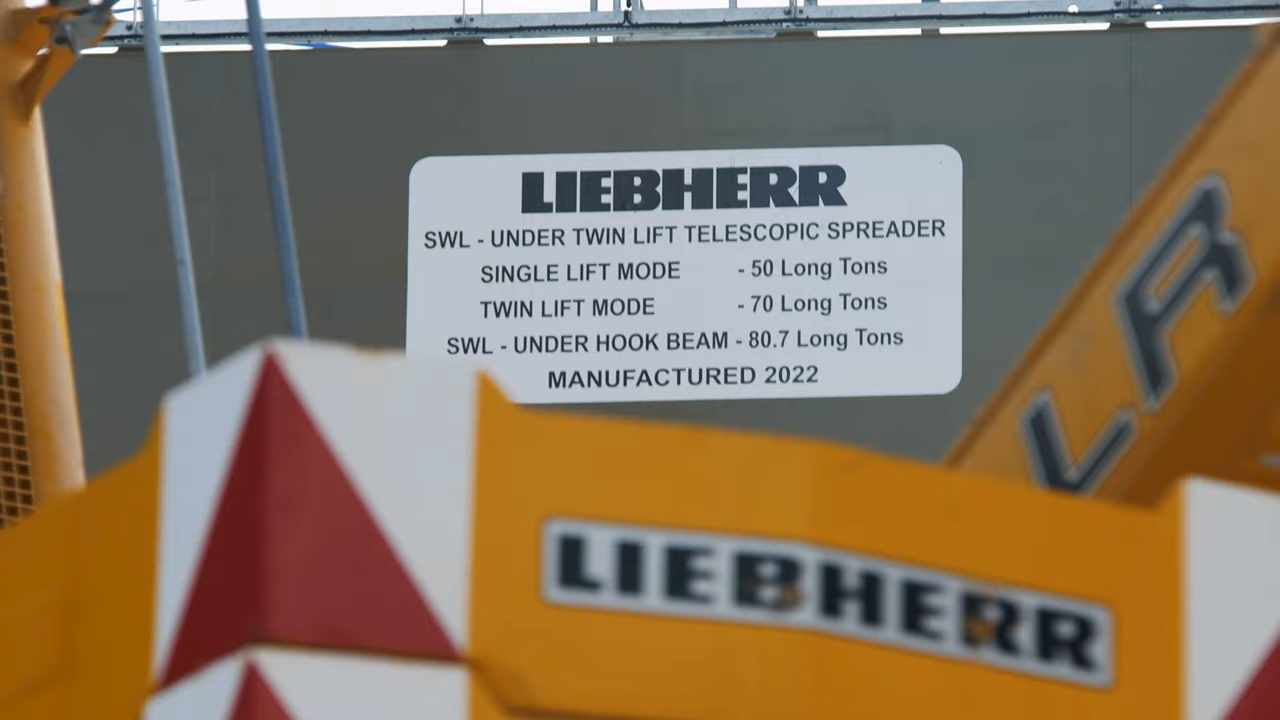 LIEBHERR
SWL - UNDER TWIN LIFT TELESCOPIC SPREADER
SINGLE LIFT MODE - 50 Long Tons
TWIN LIFT MODE - 70 Long Tons
SWL - UNDER HOOK BEAM - 80.7 Long Tons
MANUFACTURED 2022
LR
LIEBHERR